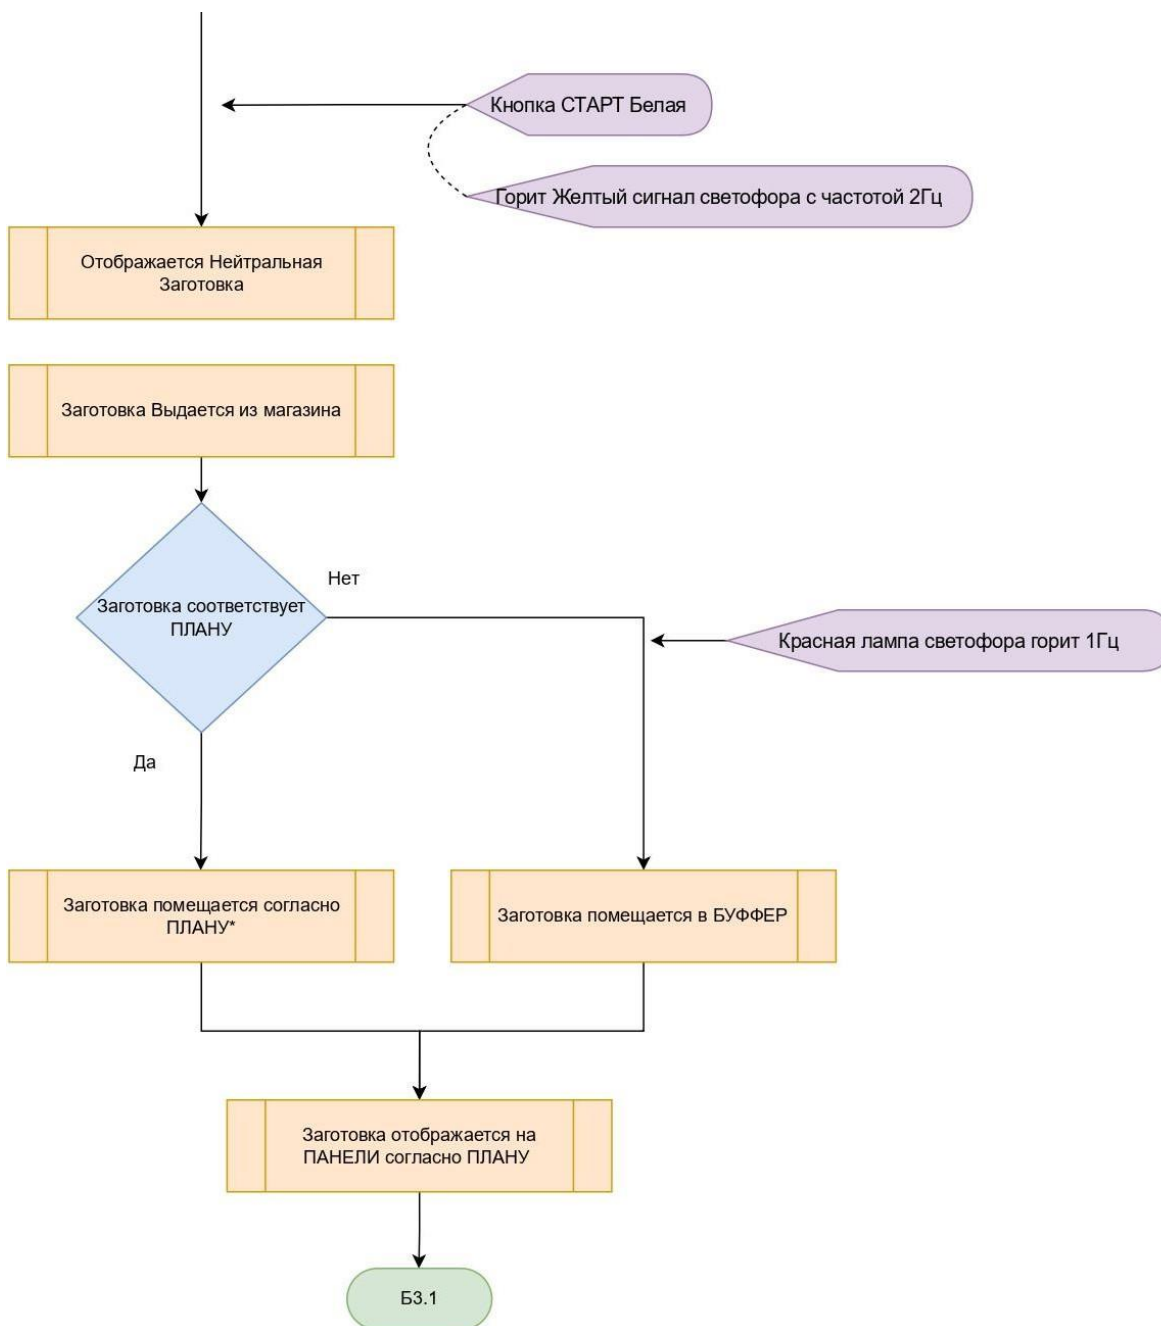 Кнопка СТАРТ Белая
Горит Желтый сигнал светофора с частотой 2Гц
Отображается Нейтральная
Заготовка
Заготовка Выдается из магазина
Нет
Заготовка соответствует
ПЛАНУ
Красная лампа светофора горит 1Гц
Да
Заготовка помещается согласно
ПЛАНУ*
Заготовка помещается в БУФФЕР
Заготовка отображается на
ПАНЕЛИ согласно ПЛАНУ
Б3.1